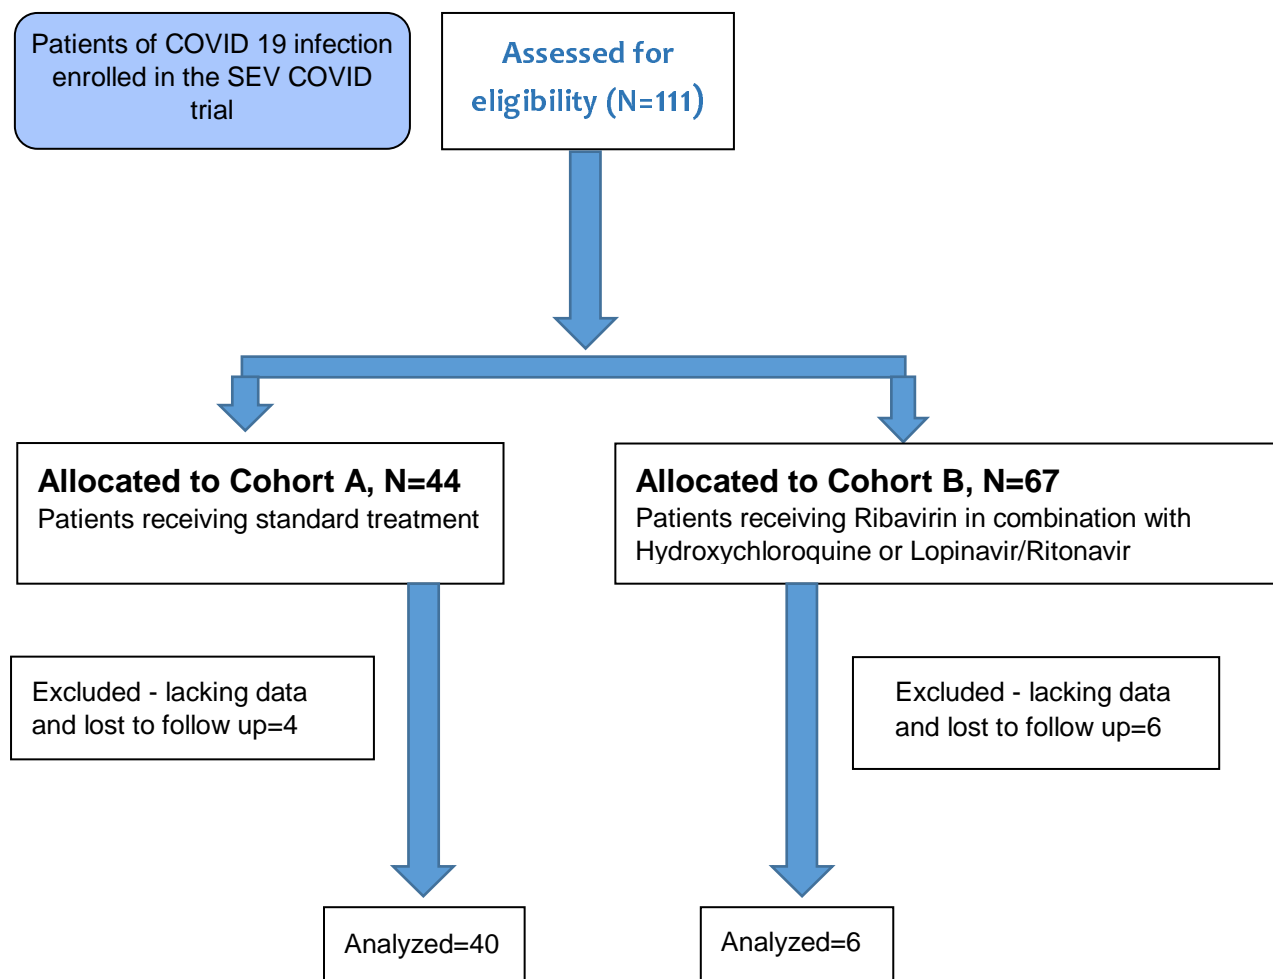 Patients of COVID 19 infection
enrolled in the SEV COVID
trial
Assessed for
eligibility (N=111)
Allocated to Cohort A, N=44
Patients receiving standard treatment
Allocated to Cohort B, N=67
Patients receiving Ribavirin in combination with
Hydroxychloroquine or Lopinavir/Ritonavir
Excluded - lacking data
and lost to follow up=4
Excluded - lacking data
and lost to follow up=6
Analyzed=40
Analyzed=6